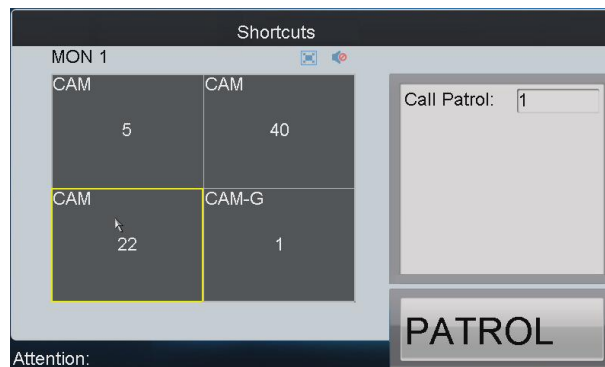 Shortcuts
MON 1
CAM
5
CAM
40
CAM
22
CAM-G
1
Call Patrol: 1
PATROL
Attention: